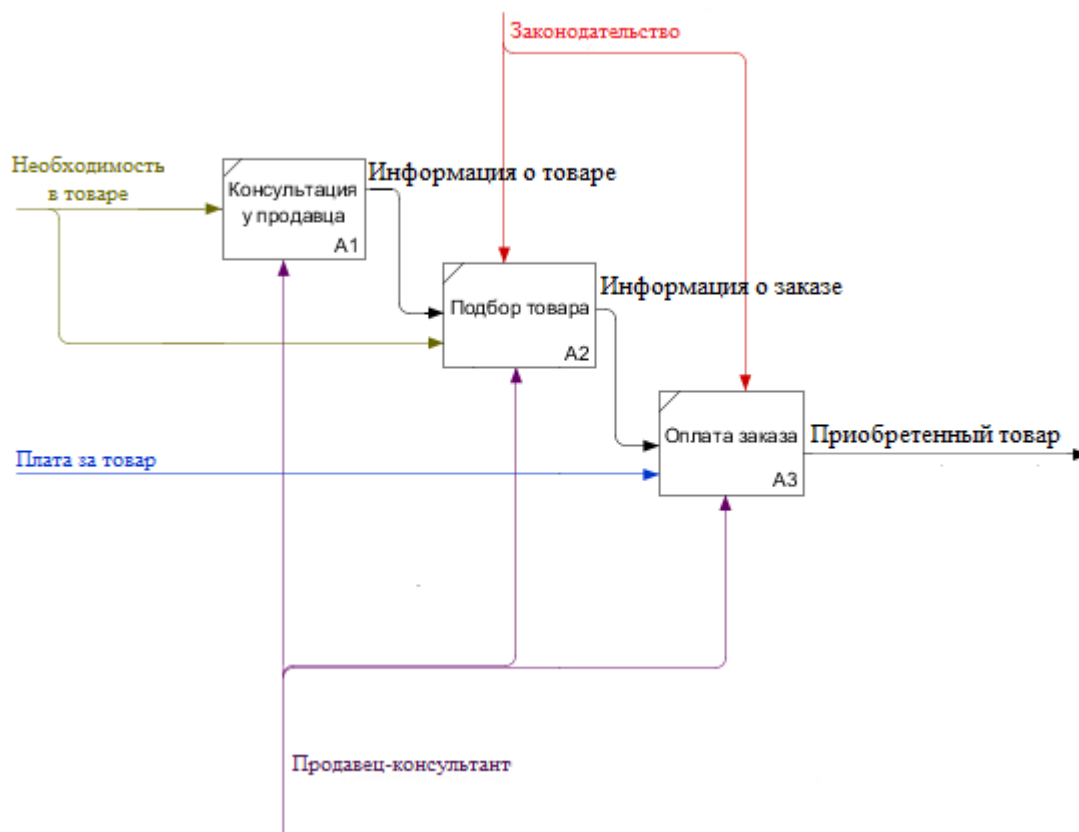 Законодательство
Необходимость
в товаре
Консультация
у продавца
A1
Информация о товаре
Подбор товара
A2
Информация о заказе
Оплата заказа
A3
Приобретенный товар
Плата за товар
Продавец-консультант